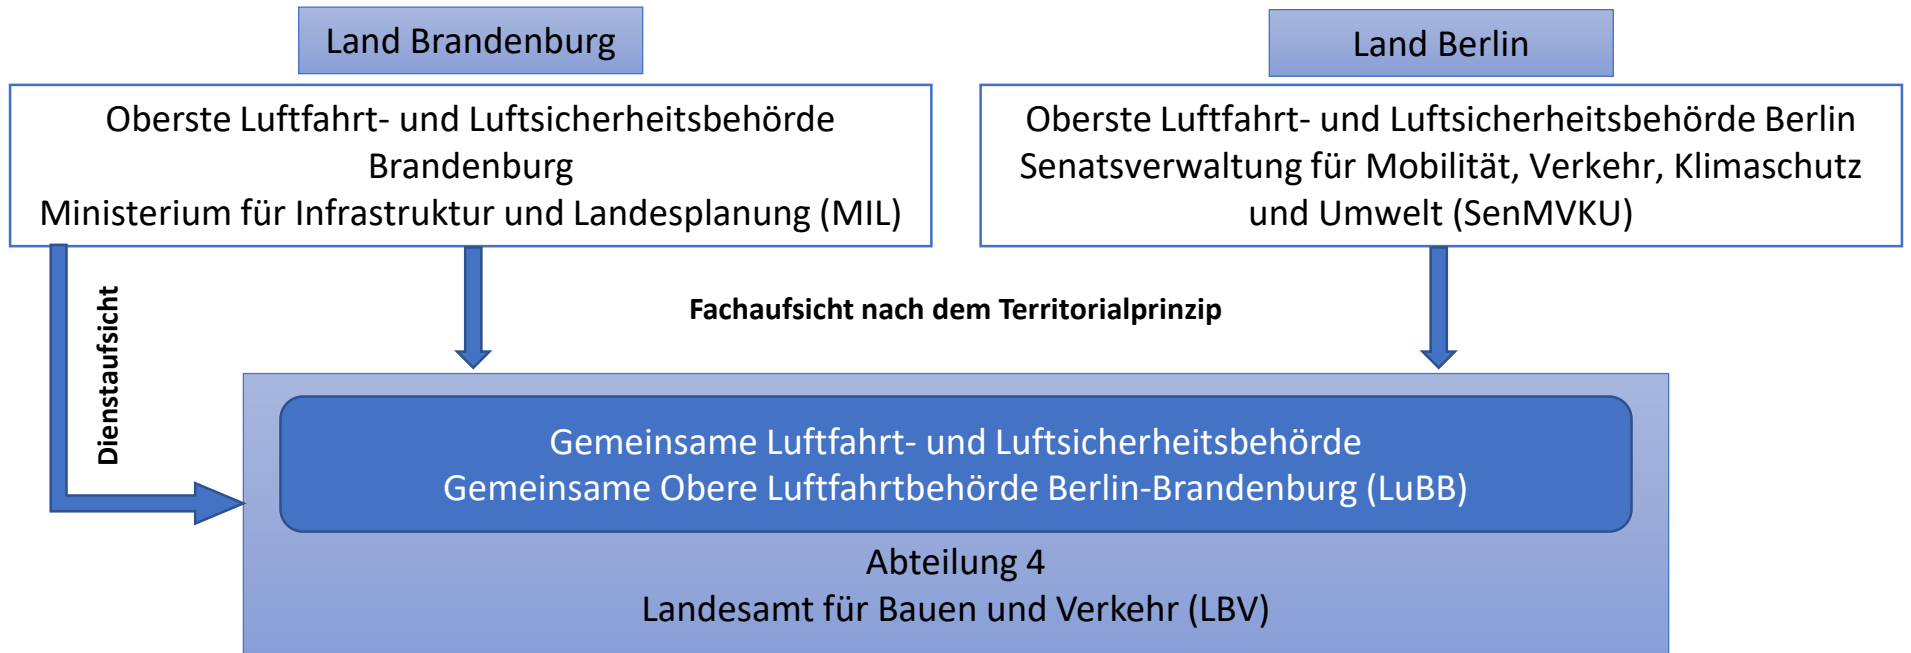 Land Brandenburg
Oberste Luftfahrt- und Luftsicherheitsbehörde
Brandenburg
Ministerium für Infrastruktur und Landesplanung (MIL)
Land Berlin
Oberste Luftfahrt- und Luftsicherheitsbehörde Berlin
Senatsverwaltung für Mobilität, Verkehr, Klimaschutz
und Umwelt (SenMVKU)
Dienstaufsicht
Fachaufsicht nach dem Territorialprinzip
Gemeinsame Luftfahrt- und Luftsicherheitsbehörde
Gemeinsame Obere Luftfahrtbehörde Berlin-Brandenburg (LuBB)
Abteilung 4
Landesamt für Bauen und Verkehr (LBV)